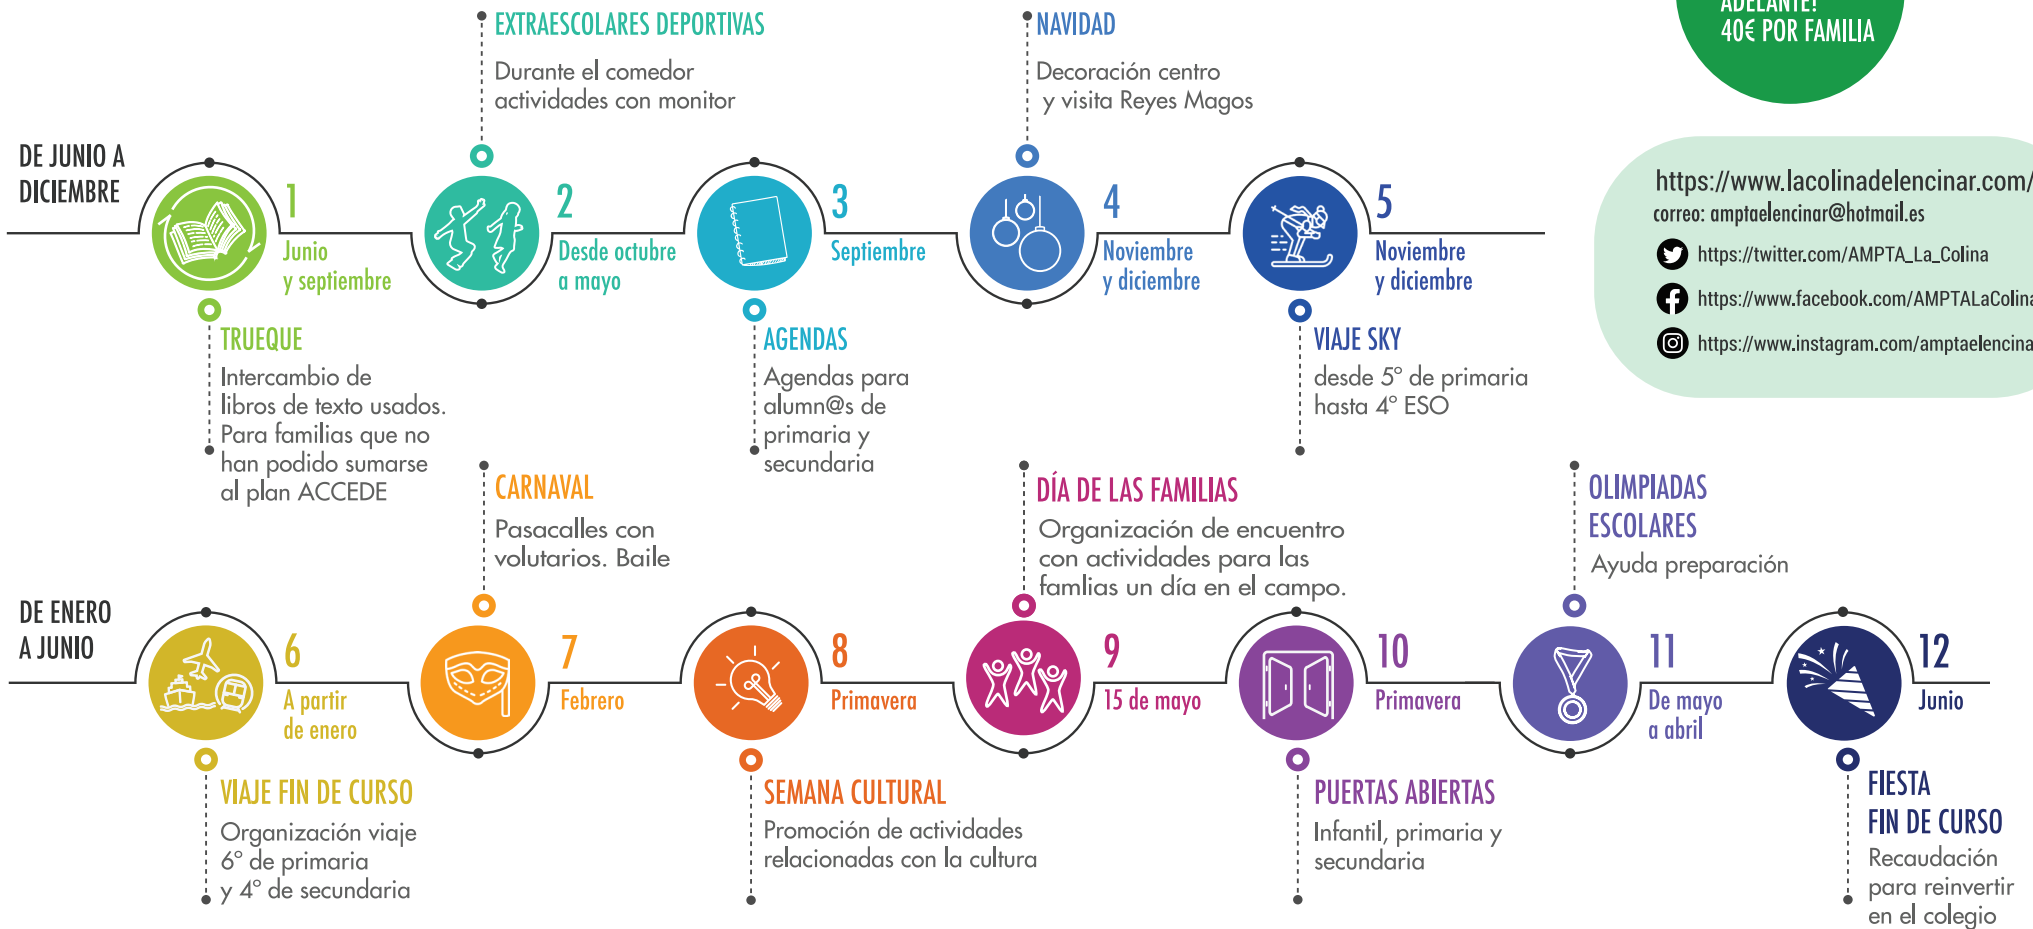 ADELANTE!
40€ POR FAMILIA
https://www.lacolinadelencinar.com/
correo: amptaelencinar@hotmail.es
https://twitter.com/AMPTA_La_Colina
https://www.facebook.com/AMPTALaColina
https://www.instagram.com/amptaelencina
DE JUNIO A
DICIEMBRE
1
Junio
y septiembre
TRUEQUE
Intercambio de
libros de texto usados.
Para familias que no
han podido sumarse
al plan ACCEDE
EXTRAESCOLARES DEPORTIVAS
Durante el comedor
actividades con monitor
2
Desde octubre
a mayo
3
Septiembre
AGENDAS
Agendas para
alumn@s de
primaria y
secundaria
NAVIDAD
Decoración centro
y visita Reyes Magos
4
Noviembre
y diciembre
5
Noviembre
y diciembre
VIAJE SKY
desde 5º de primaria
hasta 4º ESO
DE ENERO
A JUNIO
6
A partir
de enero
VIAJE FIN DE CURSO
Organización viaje
6º de primaria
y 4º de secundaria
CARNAVAL
Pasacalles con
volutarios. Baile
7
Febrero
8
Primavera
SEMANA CULTURAL
Promoción de actividades
relacionadas con la cultura
DÍA DE LAS FAMILIAS
Organización de encuentro
con actividades para las
famlias un día en el campo.
9
15 de mayo
10
Primavera
PUERTAS ABIERTAS
Infantil, primaria y
secundaria
OLIMPIADAS
ESCOLARES
Ayuda preparación
11
De mayo
a abril
12
Junio
FIESTA
FIN DE CURSO
Recaudación
para reinvertir
en el colegio